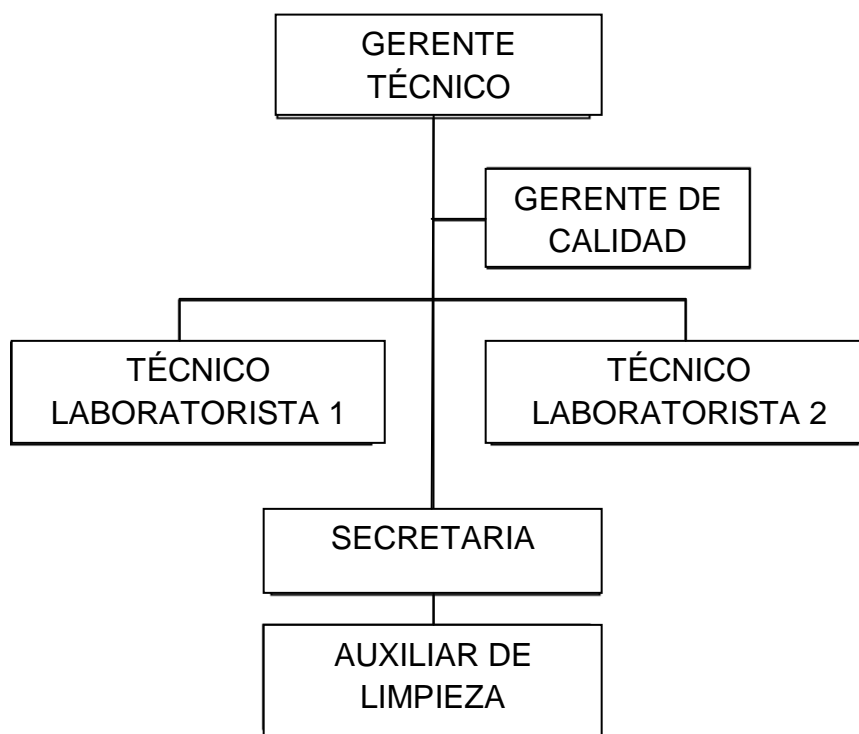 GERENTE
TÉCNICO
GERENTE DE
CALIDAD
TÉCNICO
LABORATORISTA 1
TÉCNICO
LABORATORISTA 2
SECRETARIA
AUXILIAR DE
LIMPIEZA